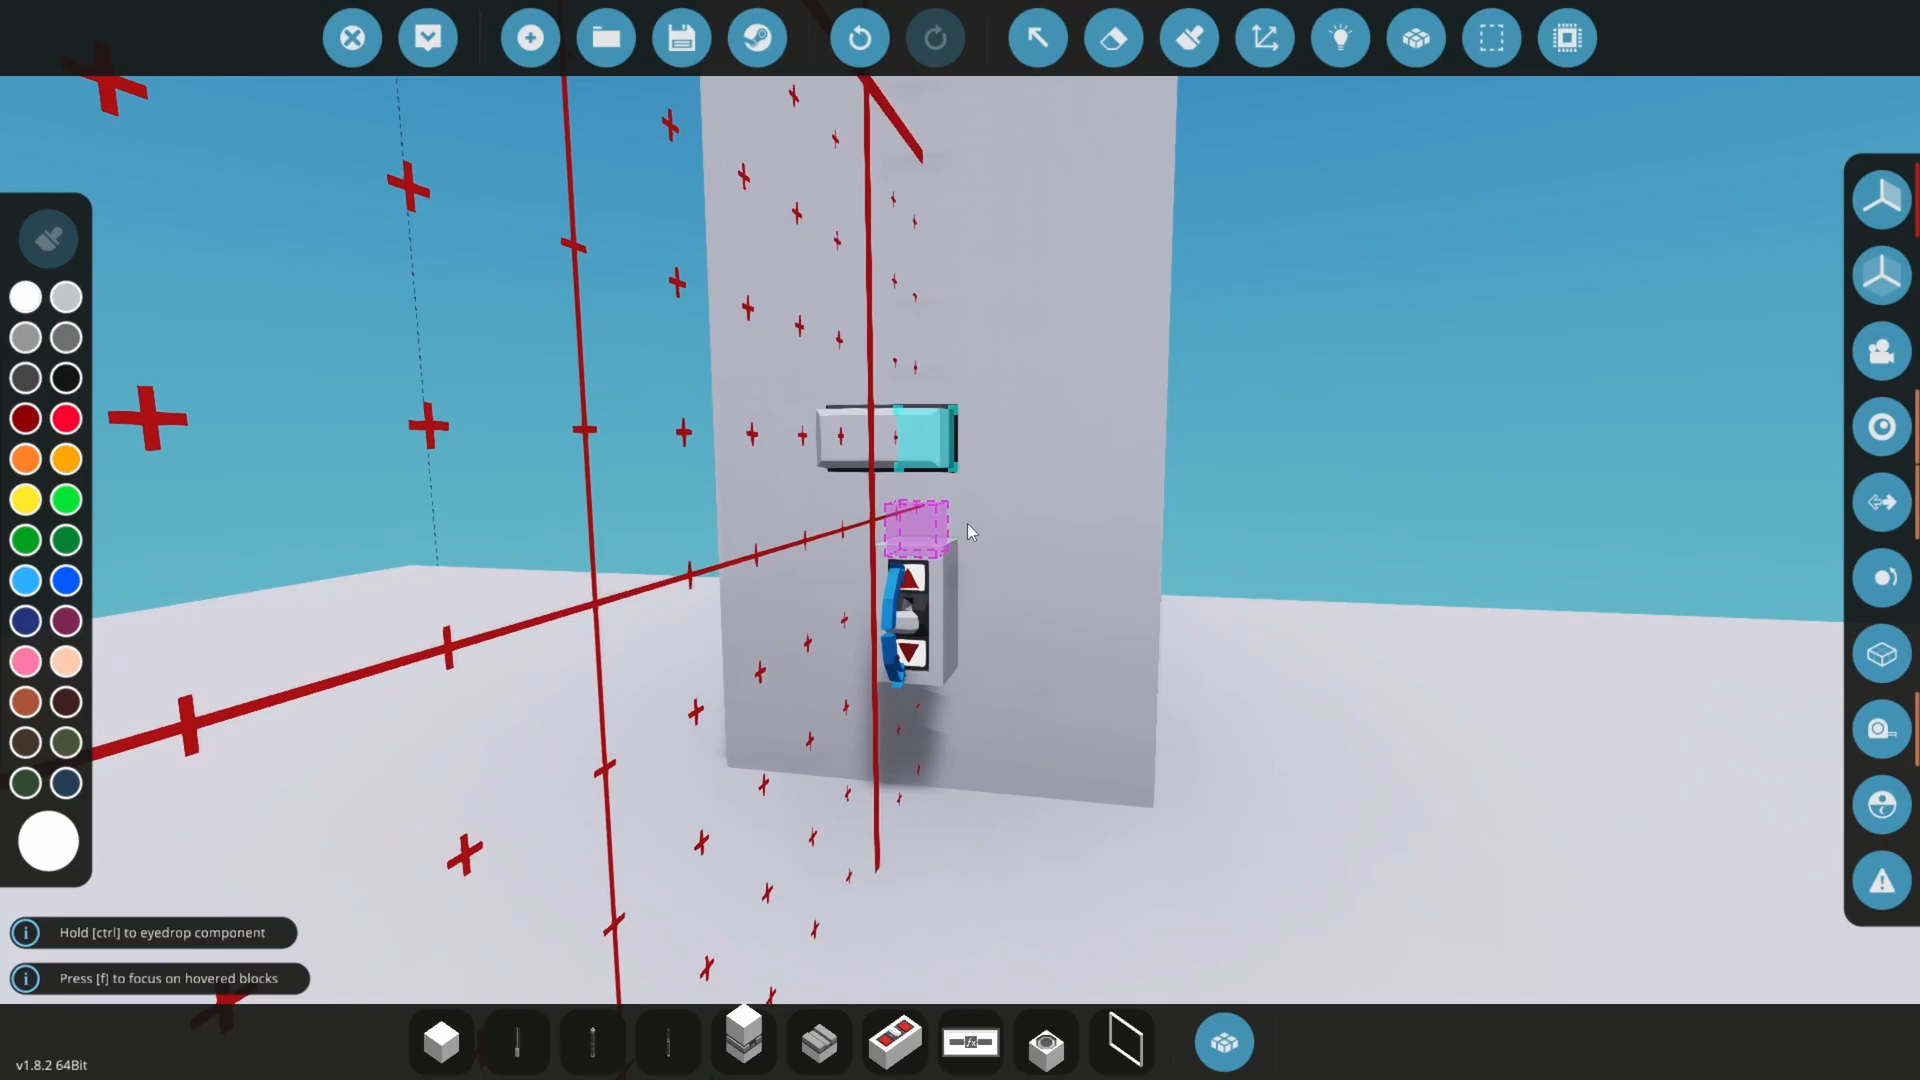 Hold [ctrl] to eyedrop component
Press [f] to focus on hovered blocks
v1.8.2 64Bit